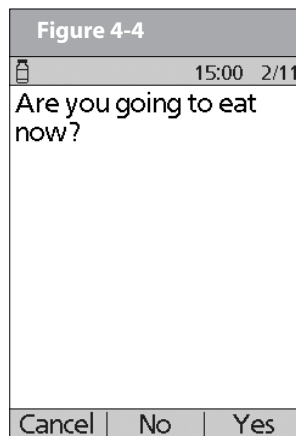 Figure 4-4
15:00 2/11
Are you going to eat
now?
Cancel | No | Yes